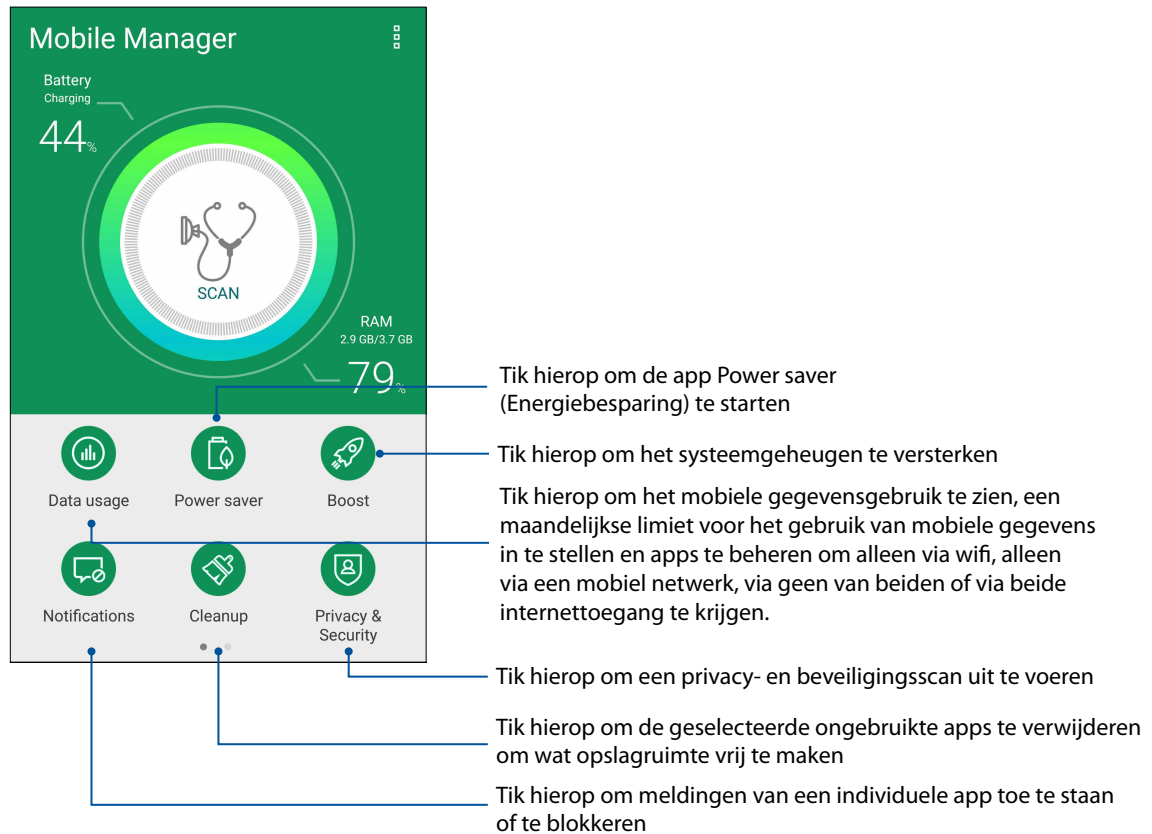 Mobile Manager
Battery
Charging
44%
SCAN
RAM
2.9 GB/3.7 GB
79%
Data usage
Power saver
Boost
Notifications
Cleanup
Privacy &
Security
Tik hierop om de app Power saver
(Energiebesparing) te starten
Tik hierop om het systeemgeheugen te versterken
Tik hierop om het mobiele gegevensgebruik te zien, een
maandelijkse limiet voor het gebruik van mobiele gegevens
in te stellen en apps te beheren om alleen via wifi, alleen
via een mobiel netwerk, via geen van beiden of via beide
internettoegang te krijgen.
Tik hierop om een privacy- en beveiligingsscan uit te voeren
Tik hierop om de geselecteerde ongebruikte apps te verwijderen
om wat opslagruimte vrij te maken
Tik hierop om meldingen van een individuele app toe te staan
of te blokkeren